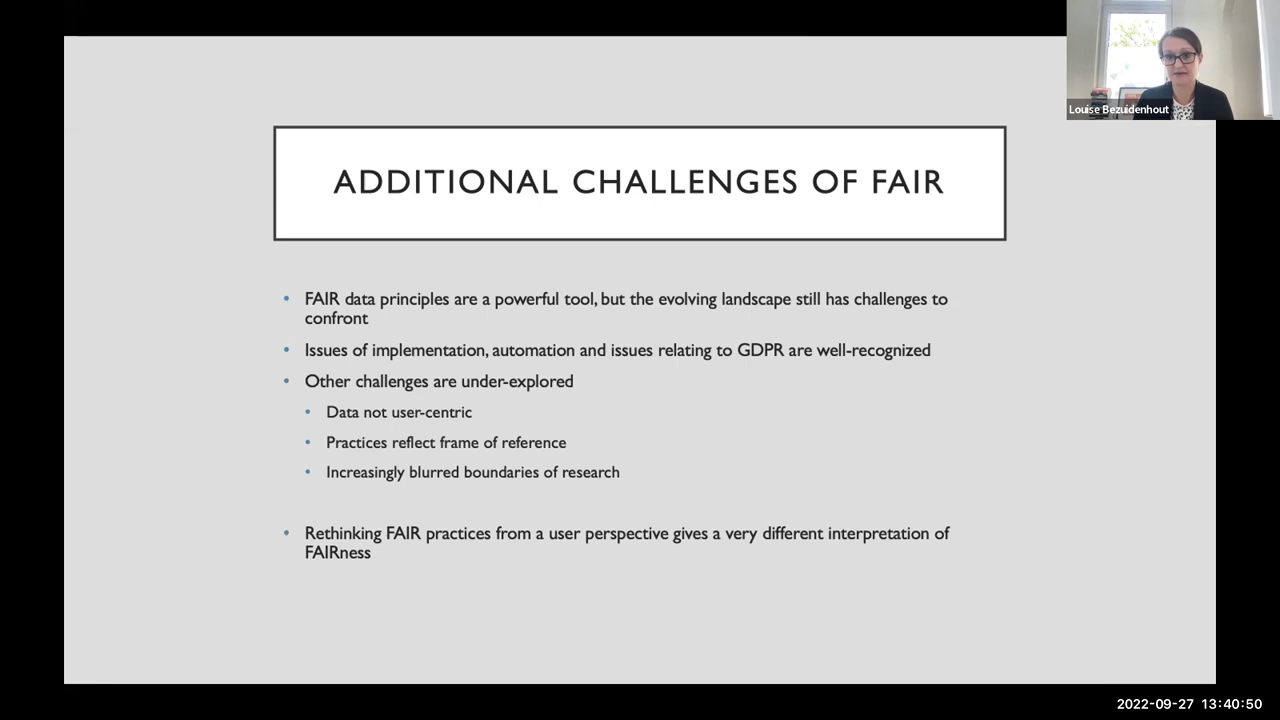 Louise Bezuidenhout
ADDITIONAL CHALLENGES OF FAIR
• FAIR data principles are a powerful tool, but the evolving landscape still has challenges to
confront
• Issues of implementation, automation and issues relating to GDPR are well-recognized
• Other challenges are under-explored
• Data not user-centric
• Practices reflect frame of reference
• Increasingly blurred boundaries of research
• Rethinking FAIR practices from a user perspective gives a very different interpretation of
FAIRness
2022-09-27 13:40:50